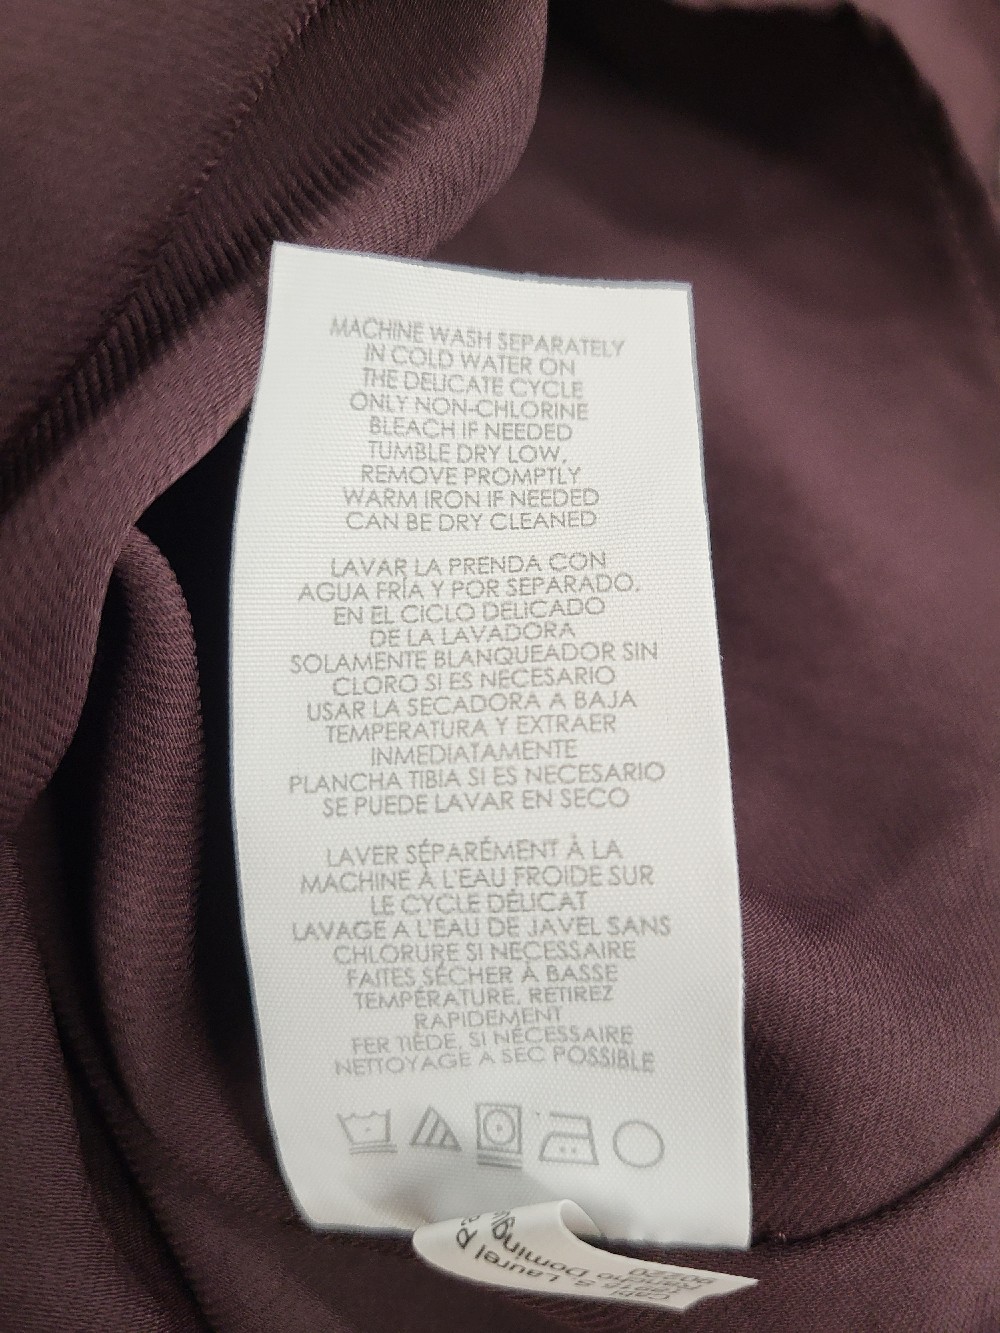 MACHINE WASH SEPARATELY
IN COLD WATER ON
THE DELICATE CYCLE
ONLY NON-CHLORINE
BLEACH IF NEEDED
TUMBLE DRY LOW,
REMOVE PROMPTLY
WARM IRON IF NEEDED
CAN BE DRY CLEANED
LAVAR LA PRENDA CON
AGUA FRÍA Y POR SEPARADO,
EN EL CICLO DELICADO
DE LA LAVADORA
SOLAMENTE BLANQUEADOR SIN
CLORO SI ES NECESARIO
USAR LA SECADORA A BAJA
TEMPERATURA Y EXTRAER
INMEDIATAMENTE
PLANCHA TIBIA SI ES NECESARIO
SE PUEDE LAVAR EN SECO
LAVER SÉPARÉMENT À LA
MACHINE À L'EAU FROIDE SUR
LE CYCLE DÉLICAT
LAVAGE A L'EAU DE JAVEL SANS
CHLORURE SI NECESSAIRE
FAITES SÉCHER À BASSE
TEMPÉRATURE, RETIREZ
RAPIDEMENT
FER TIÈDE, SI NÉCESSAIRE
NETTOYAGE A SEC POSSIBLE
& Laurel
90220